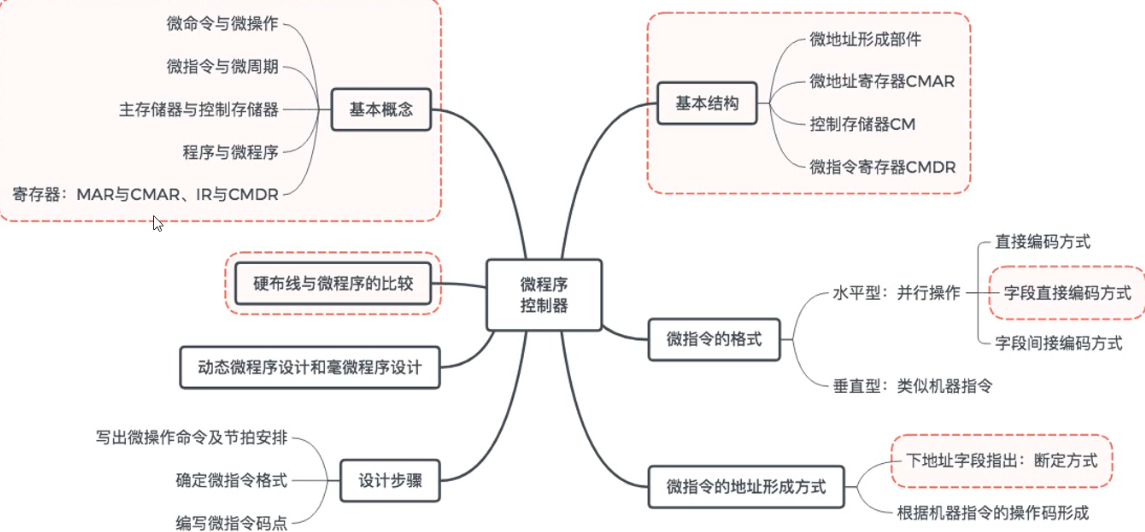 微程序
控制器
基本概念
微命令与微操作
微指令与微周期
主存储器与控制存储器
程序与微程序
寄存器：MAR与CMAR、IR与CMDR
硬布线与微程序的比较
动态微程序设计和毫微程序设计
设计步骤
写出微操作命令及节拍安排
确定微指令格式
编写微指令码点
基本结构
微地址形成部件
微地址寄存器CMAR
控制存储器CM
微指令寄存器CMDR
微指令的格式
水平型：并行操作
直接编码方式
字段直接编码方式
字段间接编码方式
垂直型：类似机器指令
微指令的地址形成方式
下地址字段指出：断定方式
根据机器指令的操作码形成